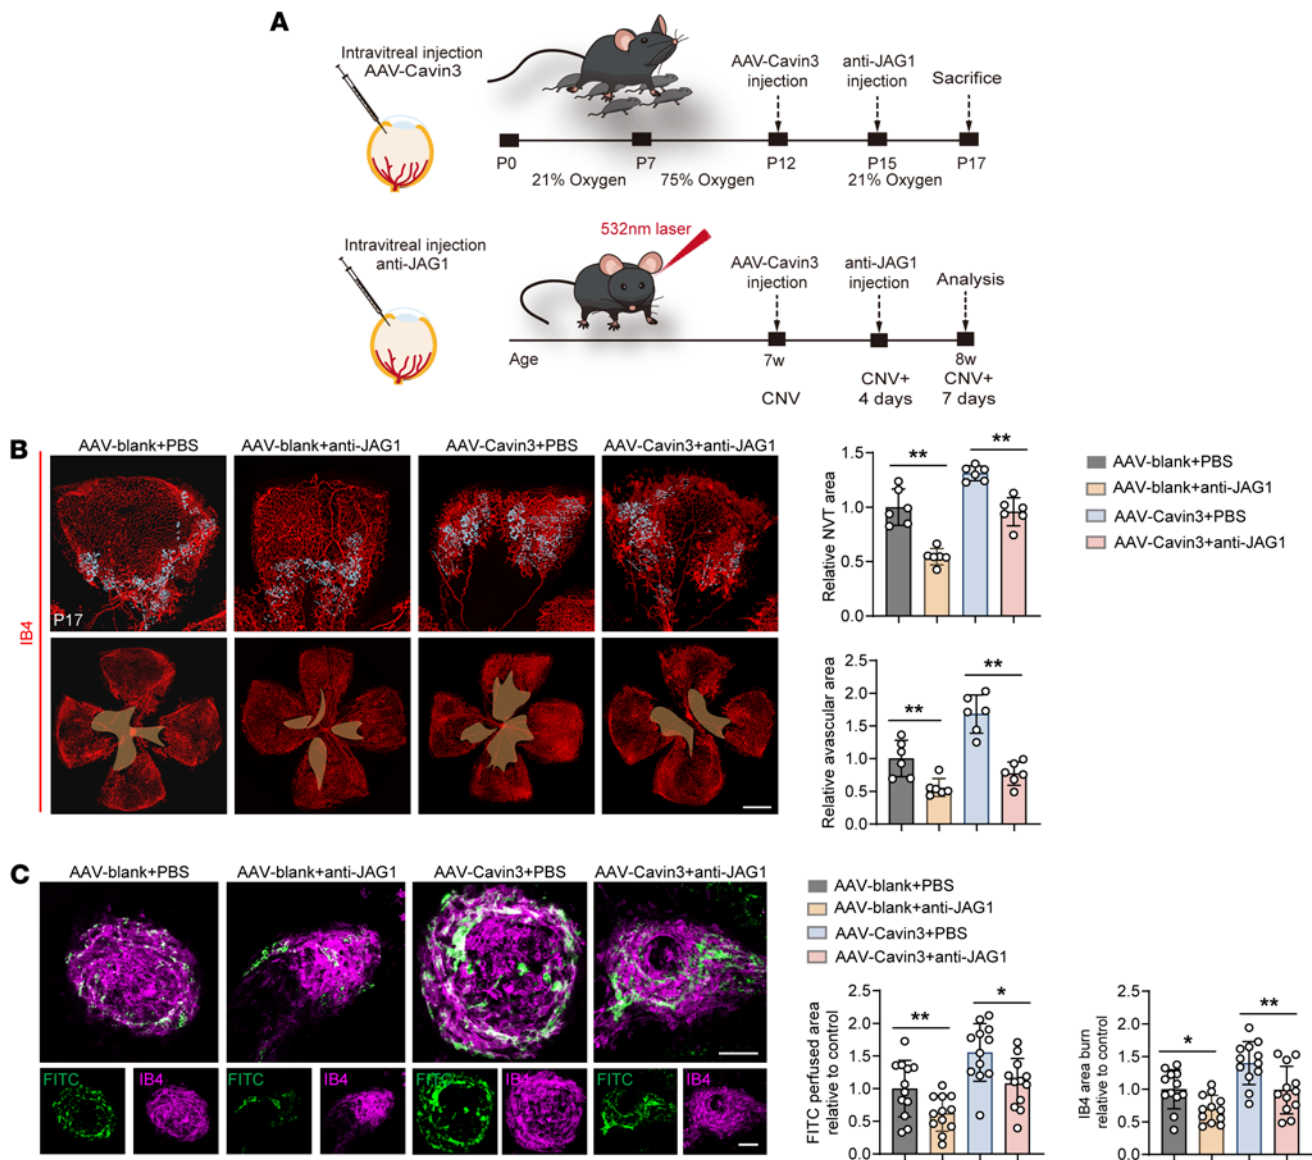 A
Intravitreal injection
AAV-Cavin3
AAV-Cavin3
injection
anti-JAG1
injection
Sacrifice
P0
P7
P12
P15
P17
21% Oxygen
75% Oxygen
21% Oxygen
Intravitreal injection
anti-JAG1
532nm laser
AAV-Cavin3
injection
anti-JAG1
injection
Analysis
Age
7w
8w
CNV
CNV+
4 days
CNV+
7 days
B
AAV-blank+PBS
AAV-blank+anti-JAG1
AAV-Cavin3+PBS
AAV-Cavin3+anti-JAG1
IB4
P17
Relative NVT area
1.5
1.0
0.5
0.0
**
**
AAV-blank+PBS
AAV-blank+anti-JAG1
AAV-Cavin3+PBS
AAV-Cavin3+anti-JAG1
Relative avascular area
2.5
2.0
1.5
1.0
0.5
0.0
**
**
C
AAV-blank+PBS
AAV-blank+anti-JAG1
AAV-Cavin3+PBS
AAV-Cavin3+anti-JAG1
FITC
IB4
FITC
IB4
FITC
IB4
FITC
IB4
AAV-blank+PBS
AAV-blank+anti-JAG1
AAV-Cavin3+PBS
AAV-Cavin3+anti-JAG1
FITC perfused area
relative to control
2.5
2.0
1.5
1.0
0.5
0.0
**
*
IB4 area burn
relative to control
2.5
2.0
1.5
1.0
0.5
0.0
*
**